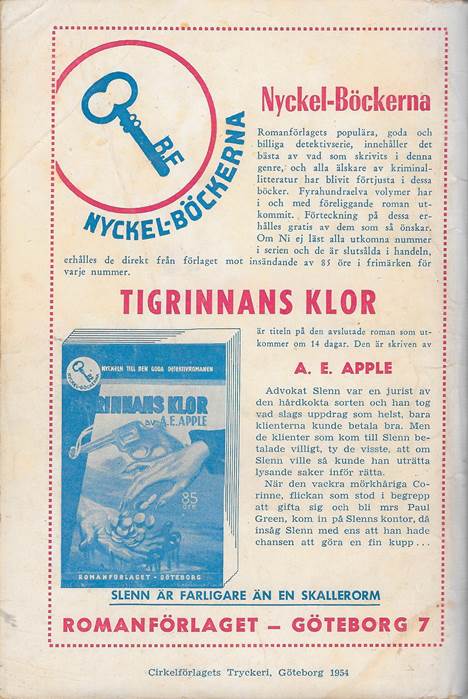 B.F
NYCKEL-BÖCKERNA
Nyckel-Böckerna
Romanförlagets populära, goda och
billiga detektivserie, innehåller det
bästa av vad som skrivits i denna
genre, och alla älskare av kriminal-
litteratur har blivit förtjusta i dessa
böcker. Fyrahundraelva volymer har
i och med föreliggande roman ut-
kommit. Förteckning på dessa er-
hålles gratis av dem som så önskar.
Om Ni ej läst alla utkomna nummer
i serien och de är slutsålda i handeln,
erhålles de direkt från förlaget mot insändande av 85 öre i frimärken för
varje nummer.
TIGRINNANS KLOR
är titeln på den avslutade roman som ut-
kommer om 14 dagar. Den är skriven av
A. E. APPLE
NYCKELN TILL DEN GODA DETEKTIVROMANEN
RINNANS KLOR
av A.E.APPLE
85
ÖRE
ROMANFÖRLAGET - GÖTEBORG
Advokat Slenn var en jurist av
den hårdkokta sorten och han tog
vad slags uppdrag som helst, bara
klienterna kunde betala bra. Men
de klienter som kom till Slenn be-
talade villigt, ty de visste, att om
Slenn ville så kunde han uträtta
lysande saker inför rätta.
När den vackra mörkhåriga Co-
rinne, flickan som stod i begrepp
att gifta sig och bli mrs Paul
Green, kom in på Slenns kontor, då
insåg Slenn med ens att han hade
chansen att göra en fin kupp...
SLENN ÄR FARLIGARE ÄN EN SKALLERORM
ROMANFÖRLAGET — GÖTEBORG 7
Cirkelförlagets Tryckeri, Göteborg 1954